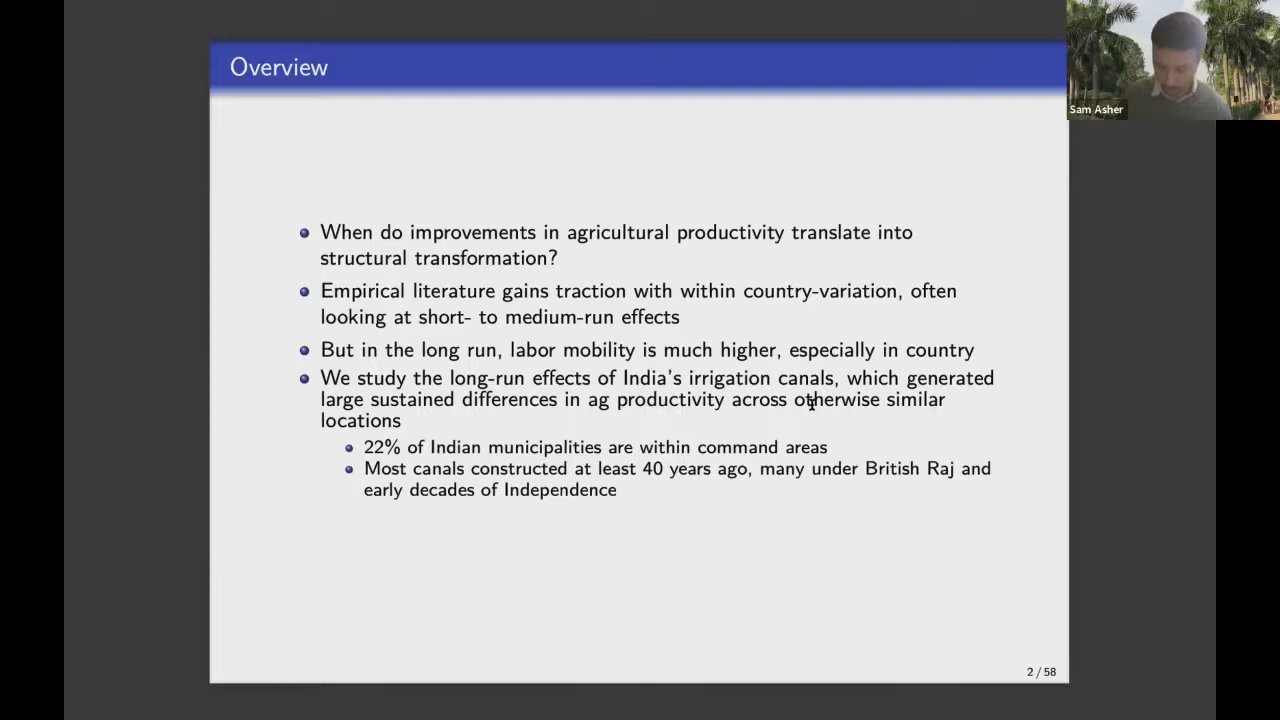 Overview
Sam Asher
When do improvements in agricultural productivity translate into
structural transformation?
Empirical literature gains traction with within country-variation, often
looking at short- to medium-run effects
But in the long run, labor mobility is much higher, especially in country
We study the long-run effects of India's irrigation canals, which generated
large sustained differences in ag productivity across otherwise similar
locations
22% of Indian municipalities are within command areas
Most canals constructed at least 40 years ago, many under British Raj and
early decades of Independence
2 / 58